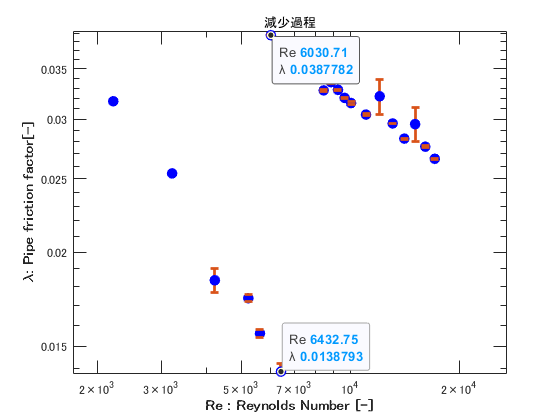 減少過程
Re 6030.71
λ 0.0387782
0.035
0.03
0.025
0.02
0.015
λ: Pipe friction factor[-]
Re 6432.75
λ 0.0138793
2×10³ 3×10³ 5×10³ 7×10³ 10⁴ 2×10⁴
Re : Reynolds Number [-]